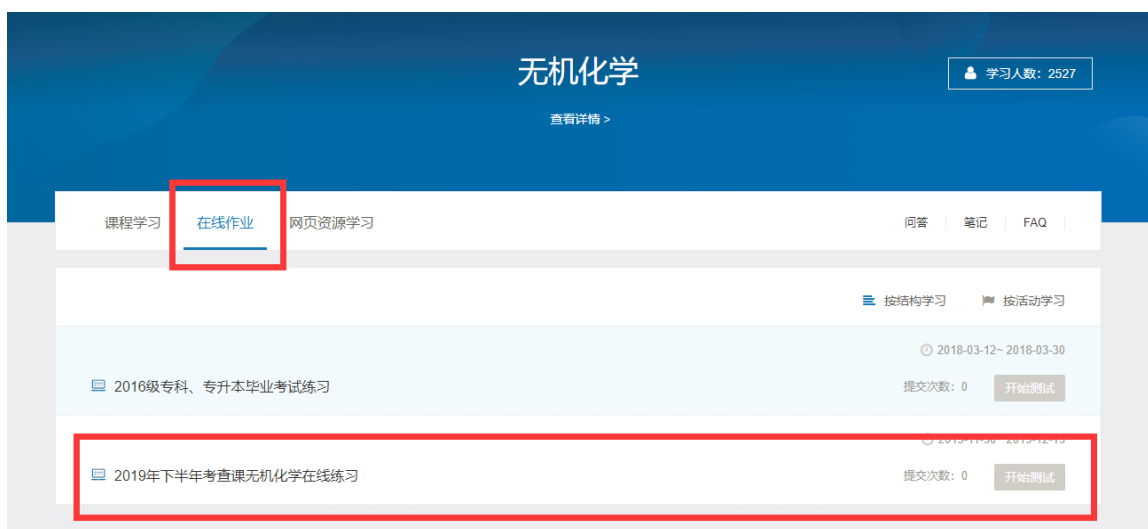 无机化学
学习人数：2527
查看详情 >
课程学习 在线作业 网页资源学习 问答 笔记 FAQ
按结构学习 按活动学习
2018-03-12~ 2018-03-30
2016级专科、专升本毕业考试练习 提交次数：0 开始测试
2019年下半年考查课无机化学在线练习 提交次数：0 开始测试